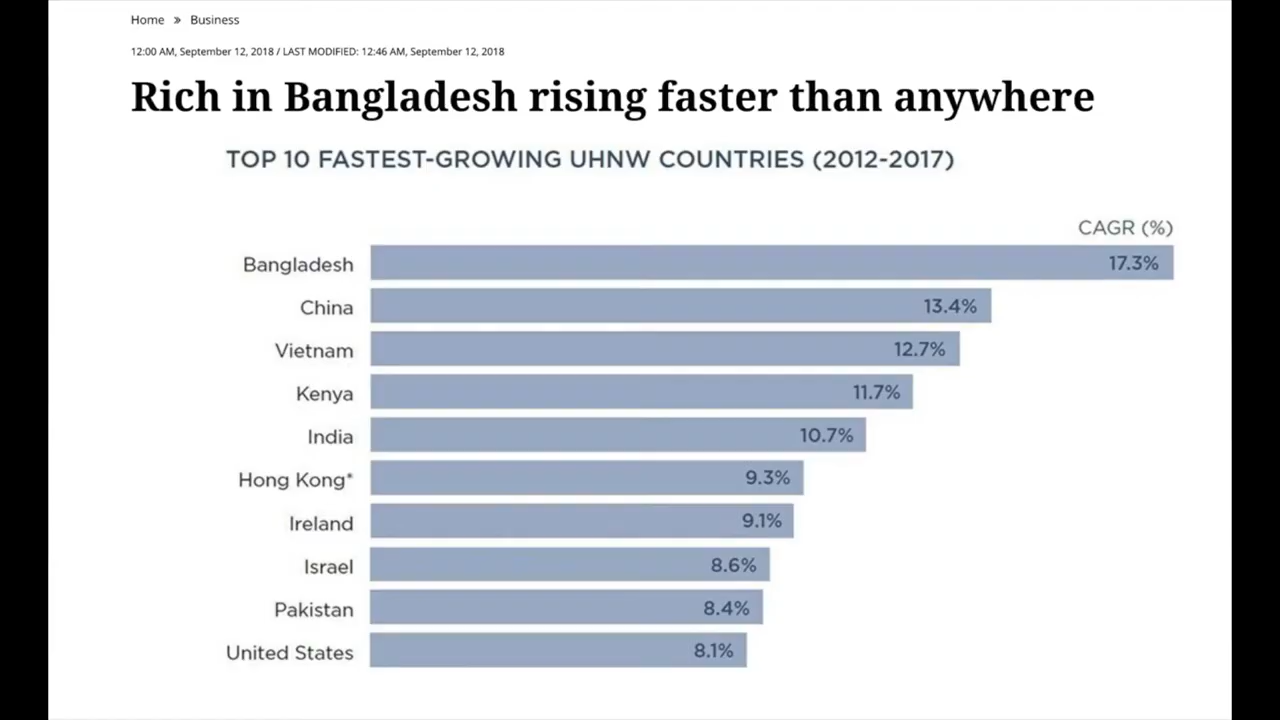 Home » Business
12:00 AM, September 12, 2018 / LAST MODIFIED: 12:46 AM, September 12, 2018
Rich in Bangladesh rising faster than anywhere
TOP 10 FASTEST-GROWING UHNW COUNTRIES (2012-2017)
CAGR (%)
Bangladesh 17.3%
China 13.4%
Vietnam 12.7%
Kenya 11.7%
India 10.7%
Hong Kong* 9.3%
Ireland 9.1%
Israel 8.6%
Pakistan 8.4%
United States 8.1%